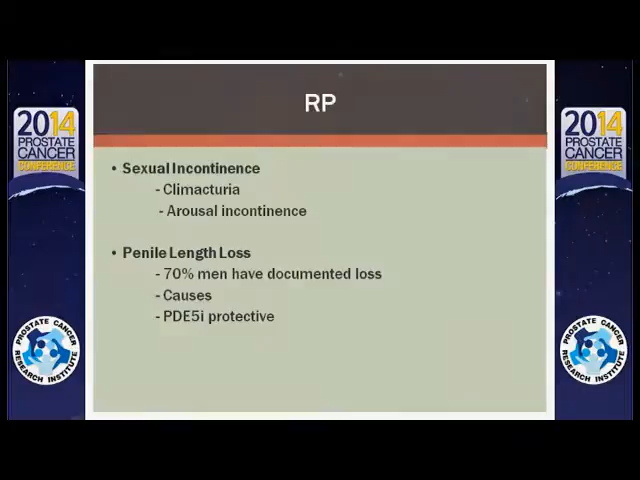 RP
• Sexual Incontinence
- Climacturia
- Arousal incontinence
• Penile Length Loss
- 70% men have documented loss
- Causes
- PDE5i protective
2014
PROSTATE
CANCER
CONFERENCE
PROSTATE CANCER
RESEARCH INSTITUTE
2014
PROSTATE
CANCER
CONFERENCE
PROSTATE CANCER
RESEARCH INSTITUTE